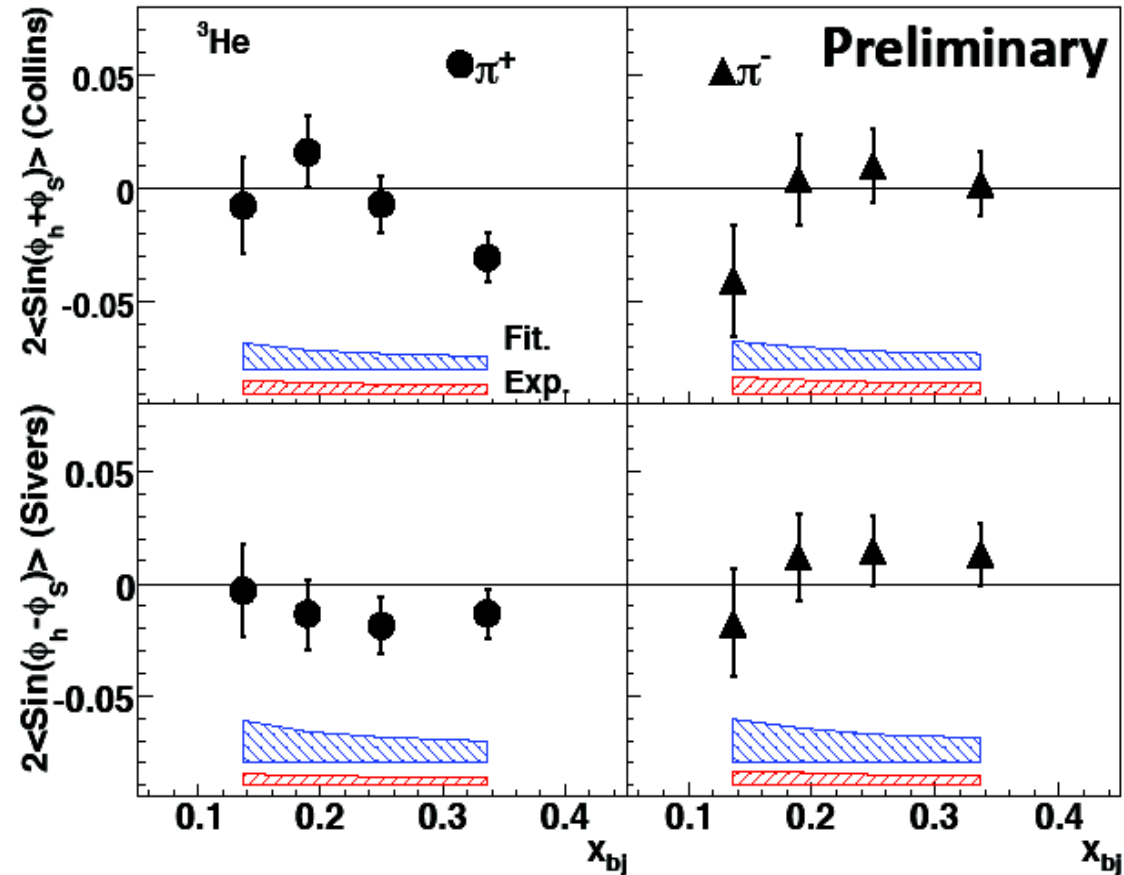 2<Sin(ϕh+ϕS)> (Collins)
0.05
0
-0.05
³He
π⁺
Fit.
Exp.
π⁻
Preliminary
2<Sin(ϕh-ϕS)> (Sivers)
0.05
0
-0.05
0.1 0.2 0.3 0.4
xbj
0.1 0.2 0.3 0.4
xbj